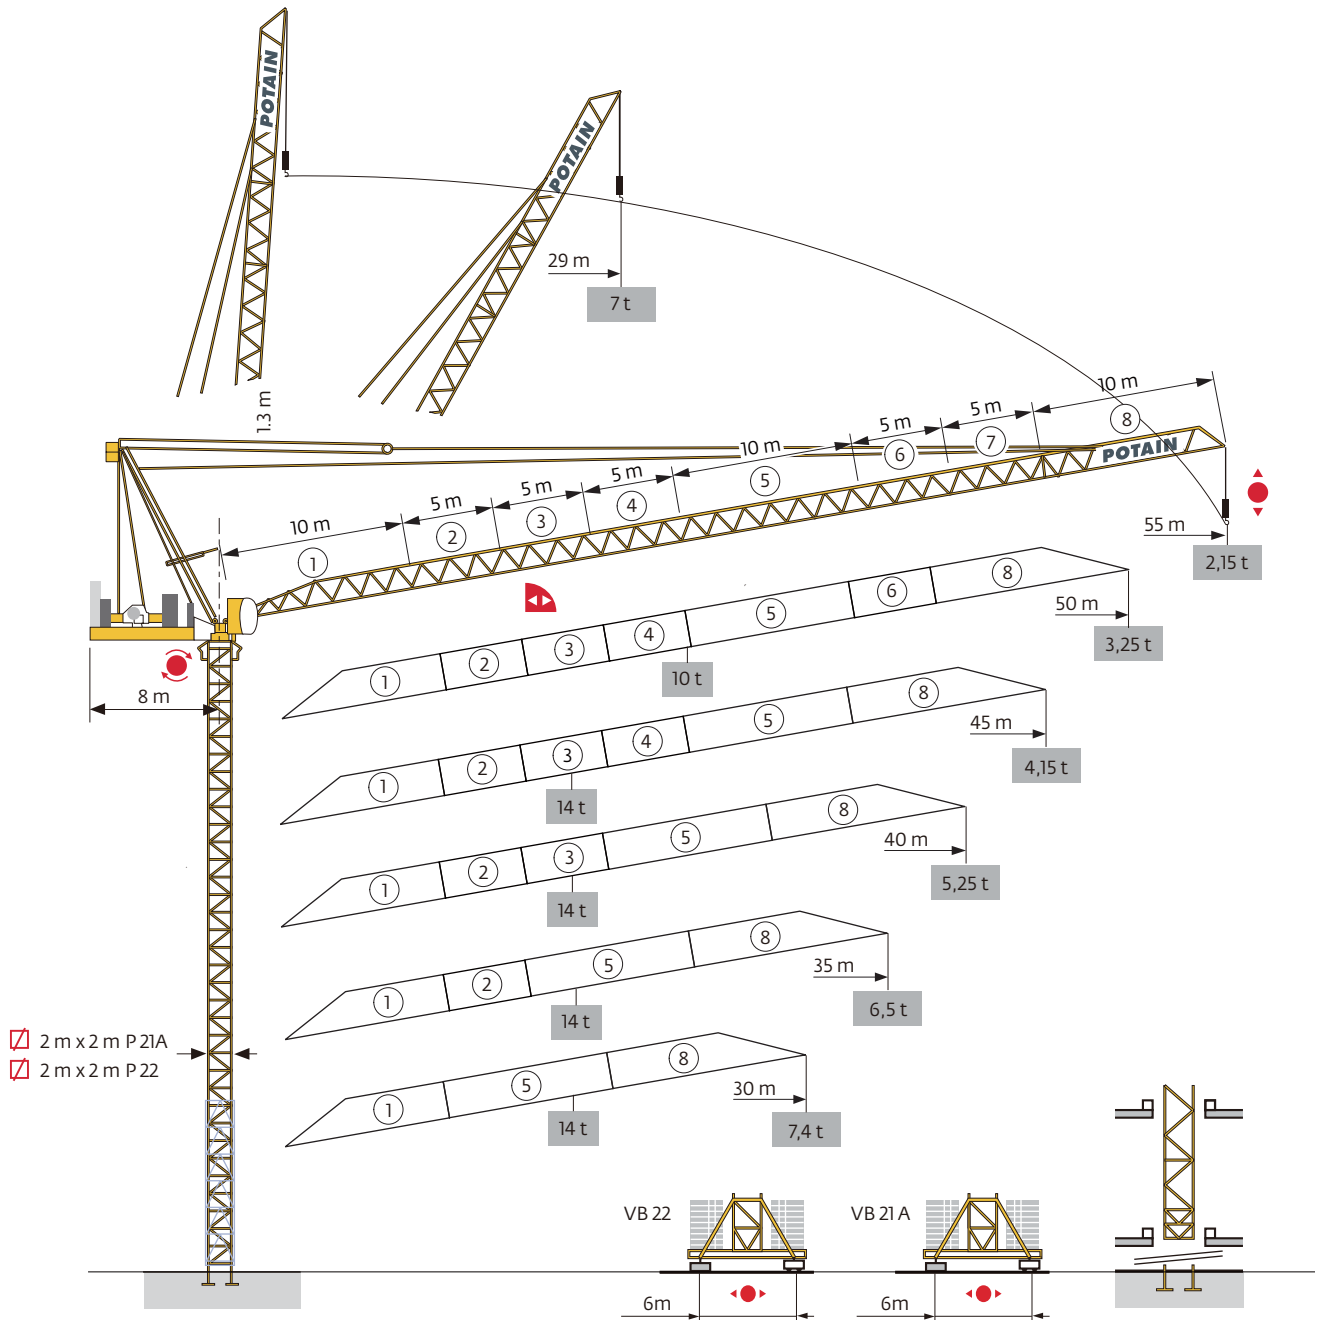 POTAIN
POTAIN
29 m
7 t
1.3 m
10 m
8
5 m
7
5 m
6
10 m
5
5 m
4
5 m
3
5 m
2
10 m
1
POTAIN
55 m
2,15 t
1 2 3 4 5 6 8
50 m
3,25 t
10 t
8 m
1 2 3 4 5 8
45 m
4,15 t
14 t
1 2 3 5 8
40 m
5,25 t
14 t
1 2 5 8
35 m
6,5 t
14 t
2 m x 2 m P 21A
2 m x 2 m P 22
1 5 8
30 m
7,4 t
14 t
VB 22
VB 21 A
6m
6m